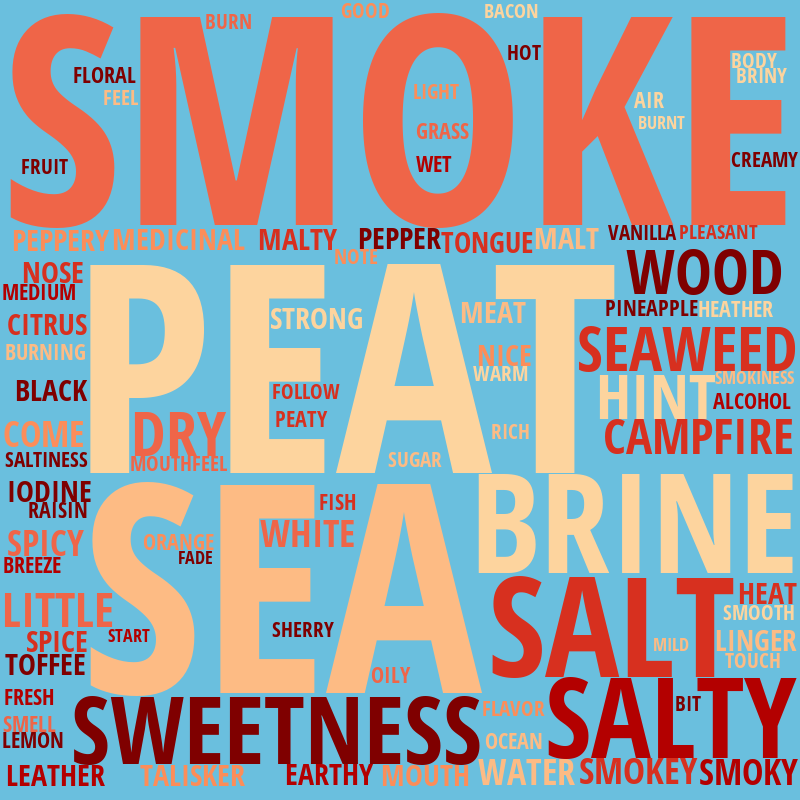 SMOKE
BURN
GOOD
BACON
HOT
FLORAL
FEEL
LIGHT
BODY
BRINY
AIR
BURNT
GRASS
WET
FRUIT
CREAMY
PEPPERY
MEDICINAL
MALTY
PEPPER
TONGUE
MALT
VANILLA
PLEASANT
NOTE
NOSE
MEDIUM
PEAT
WOOD
PINEAPPLE
HEATHER
CITRUS
STRONG
MEAT
BURNING
NICE
WARM
SEAWEED
SMOKINESS
BLACK
FOLLOW
HINT
ALCOHOL
COME
DRY
PEATY
RICH
CAMPFIRE
SALTINESS
MOUTHFEEL
SUGAR
IODINE
RAISIN
SEA
FISH
WHITE
BRINE
SPICY
ORANGE
FADE
BREEZE
LITTLE
SALT
HEAT
SMOOTH
SPICE
START
SHERRY
MILD
LINGER
TOUCH
TOFFEE
OILY
FRESH
SMELL
LEMON
SWEETNESS
FLAVOR
OCEAN
SALTY
BIT
LEATHER
TALISKER
EARTHY
MOUTH
WATER
SMOKEY
SMOKY